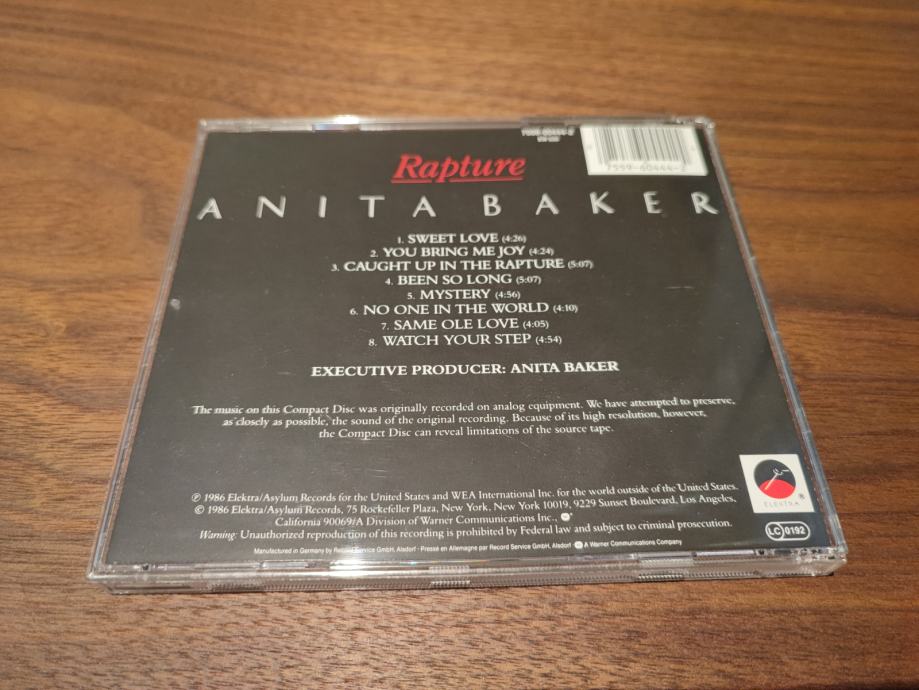 7559-60444-2
Rapture
ANITA BAKER
1. SWEET LOVE (4:26)
2. YOU BRING ME JOY (4:24)
3. CAUGHT UP IN THE RAPTURE (5:07)
4. BEEN SO LONG (5:07)
5. MYSTERY (4:56)
6. NO ONE IN THE WORLD (4:10)
7. SAME OLE LOVE (4:05)
8. WATCH YOUR STEP (4:54)
EXECUTIVE PRODUCER: ANITA BAKER
The music on this Compact Disc was originally recorded on analog equipment. We have attempted to preserve,
as closely as possible, the sound of the original recording. Because of its high resolution, however,
the Compact Disc can reveal limitations of the source tape.
℗ 1986 Elektra/Asylum Records for the United States and WEA International Inc. for the world outside of the United States.
© 1986 Elektra/Asylum Records, 75 Rockefeller Plaza, New York, New York 10019, 9229 Sunset Boulevard, Los Angeles,
California 90069/A Division of Warner Communications Inc.,
Warning: Unauthorized reproduction of this recording is prohibited by Federal law and subject to criminal prosecution.
Manufactured in Germany by Record Service GmbH, Alsdorf · Pressé en Allemagne par Record Service GmbH, Alsdorf A Warner Communications Company
ELEKTRA ®
LC 0192